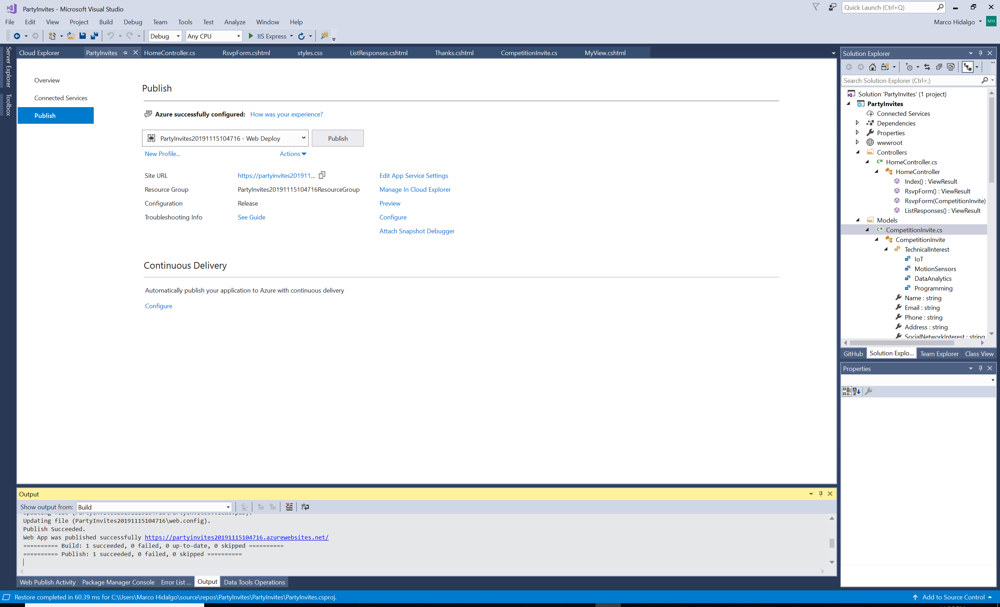 PartyInvites - Microsoft Visual Studio
Quick Launch (Ctrl+Q)
File Edit View Project Build Debug Team Tools Test Analyze Window Help
Marco Hidalgo MH
Debug Any CPU IIS Express
Server Explorer
Toolbox
Cloud Explorer PartyInvites HomeController.cs RsvpForm.cshtml styles.css ListResponses.cshtml Thanks.cshtml CompetitionInvite.cs MyView.cshtml
Overview
Connected Services
Publish
Publish
Azure successfully configured: How was your experience?
PartyInvites20191115104716 - Web Deploy Publish
New Profile... Actions
Site URL https://partyinvites201911... Edit App Service Settings
Resource Group PartyInvites20191115104716ResourceGroup Manage In Cloud Explorer
Configuration Release Preview
Troubleshooting Info See Guide Configure
Attach Snapshot Debugger
Continuous Delivery
Automatically publish your application to Azure with continuous delivery
Configure
Solution Explorer
Search Solution Explorer (Ctrl+;)
Solution 'PartyInvites' (1 project)
PartyInvites
Connected Services
Dependencies
Properties
wwwroot
Controllers
C# HomeController.cs
HomeController
Index() : ViewResult
RsvpForm() : ViewResult
RsvpForm(CompetitionInvite)
ListResponses() : ViewResult
Models
C# CompetitionInvite.cs
CompetitionInvite
TechnicalInterest
IoT
MotionSensors
DataAnalytics
Programming
Name : string
Email : string
Phone : string
Address : string
SocialNetworkInterest : string
GitHub Solution Explo... Team Explorer Class View
Properties
Output
Show output from: Build
Updating file (PartyInvites20191115104716\PartyInvites.Views.pdb).
Updating file (PartyInvites20191115104716\web.config).
Publish Succeeded.
Web App was published successfully https://partyinvites20191115104716.azurewebsites.net/
========== Build: 1 succeeded, 0 failed, 0 up-to-date, 0 skipped ==========
========== Publish: 1 succeeded, 0 failed, 0 skipped ==========
Web Publish Activity Package Manager Console Error List ... Output Data Tools Operations
Restore completed in 60.39 ms for C:\Users\Marco Hidalgo\source\repos\PartyInvites\PartyInvites\PartyInvites.csproj.
Add to Source Control